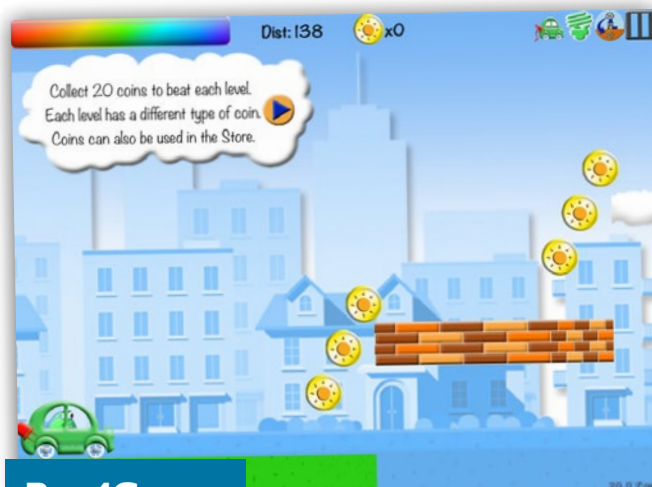 Dist: 138
x0
Collect 20 coins to beat each level.
Each level has a different type of coin.
Coins can also be used in the Store.